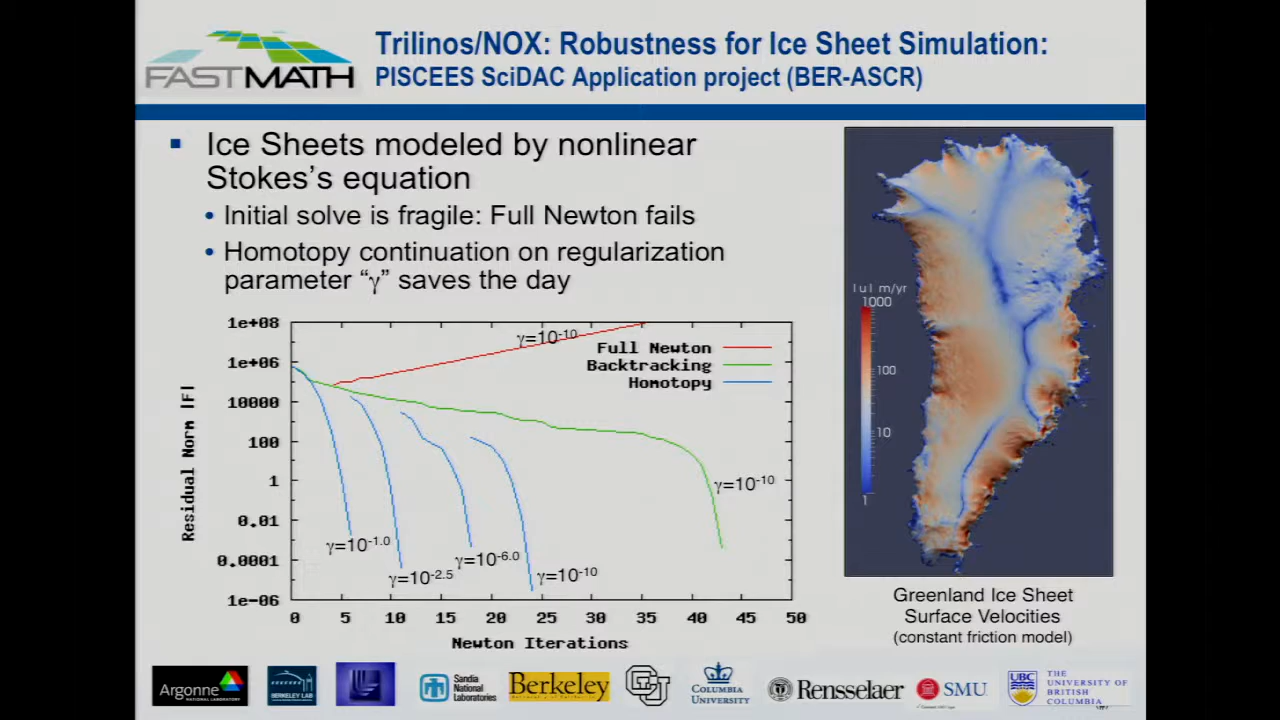 FASTMATH
Trilinos/NOX: Robustness for Ice Sheet Simulation:
PISCEES SciDAC Application project (BER-ASCR)
Ice Sheets modeled by nonlinear
Stokes's equation
• Initial solve is fragile: Full Newton fails
• Homotopy continuation on regularization
parameter “γ” saves the day
1e+08
1e+06
10000
100
1
0.01
0.0001
1e-06
Residual Norm |F|
γ=10-10
Full Newton
Backtracking
Homotopy
γ=10-10
γ=10-1.0
γ=10-2.5
γ=10-6.0
γ=10-10
0 5 10 15 20 25 30 35 40 45 50
Newton Iterations
|u| m/yr
1000
100
10
1
Greenland Ice Sheet
Surface Velocities
(constant friction model)
Argonne
NATIONAL LABORATORY
BERKELEY LAB
Sandia
National
Laboratories
Berkeley
COLUMBIA
UNIVERSITY
Rensselaer
SMU
UBC
THE
UNIVERSITY OF
BRITISH
COLUMBIA